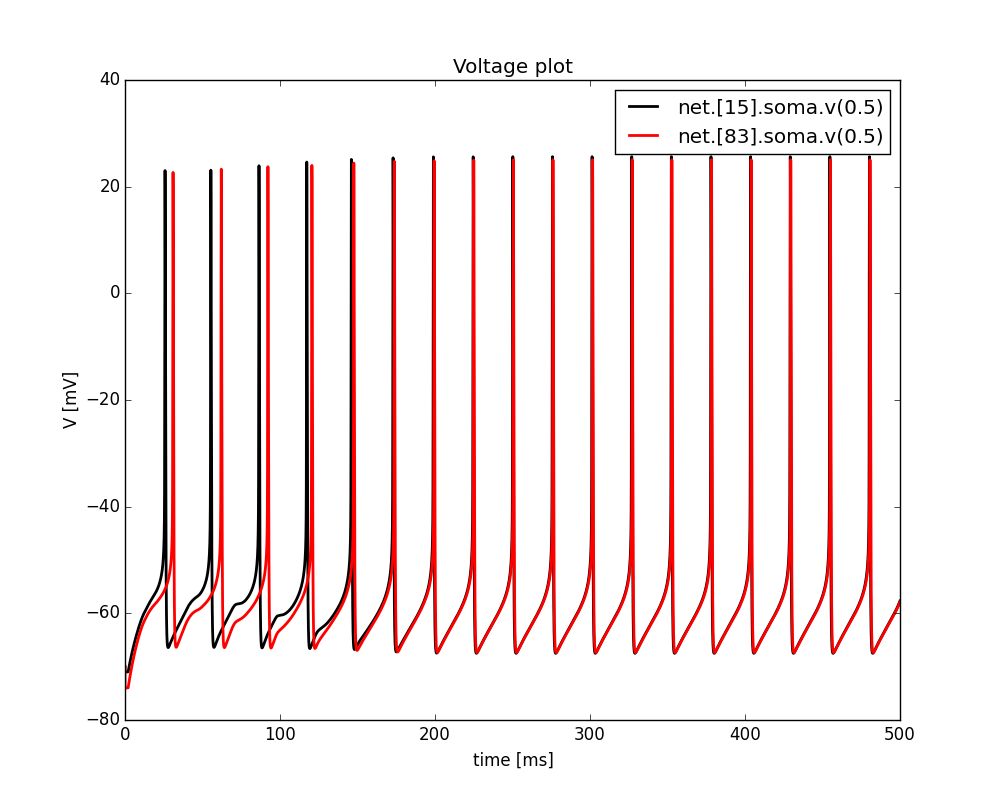 Voltage plot
net.[15].soma.v(0.5)
net.[83].soma.v(0.5)
40
20
0
−20
−40
−60
−80
V [mV]
0 100 200 300 400 500
time [ms]